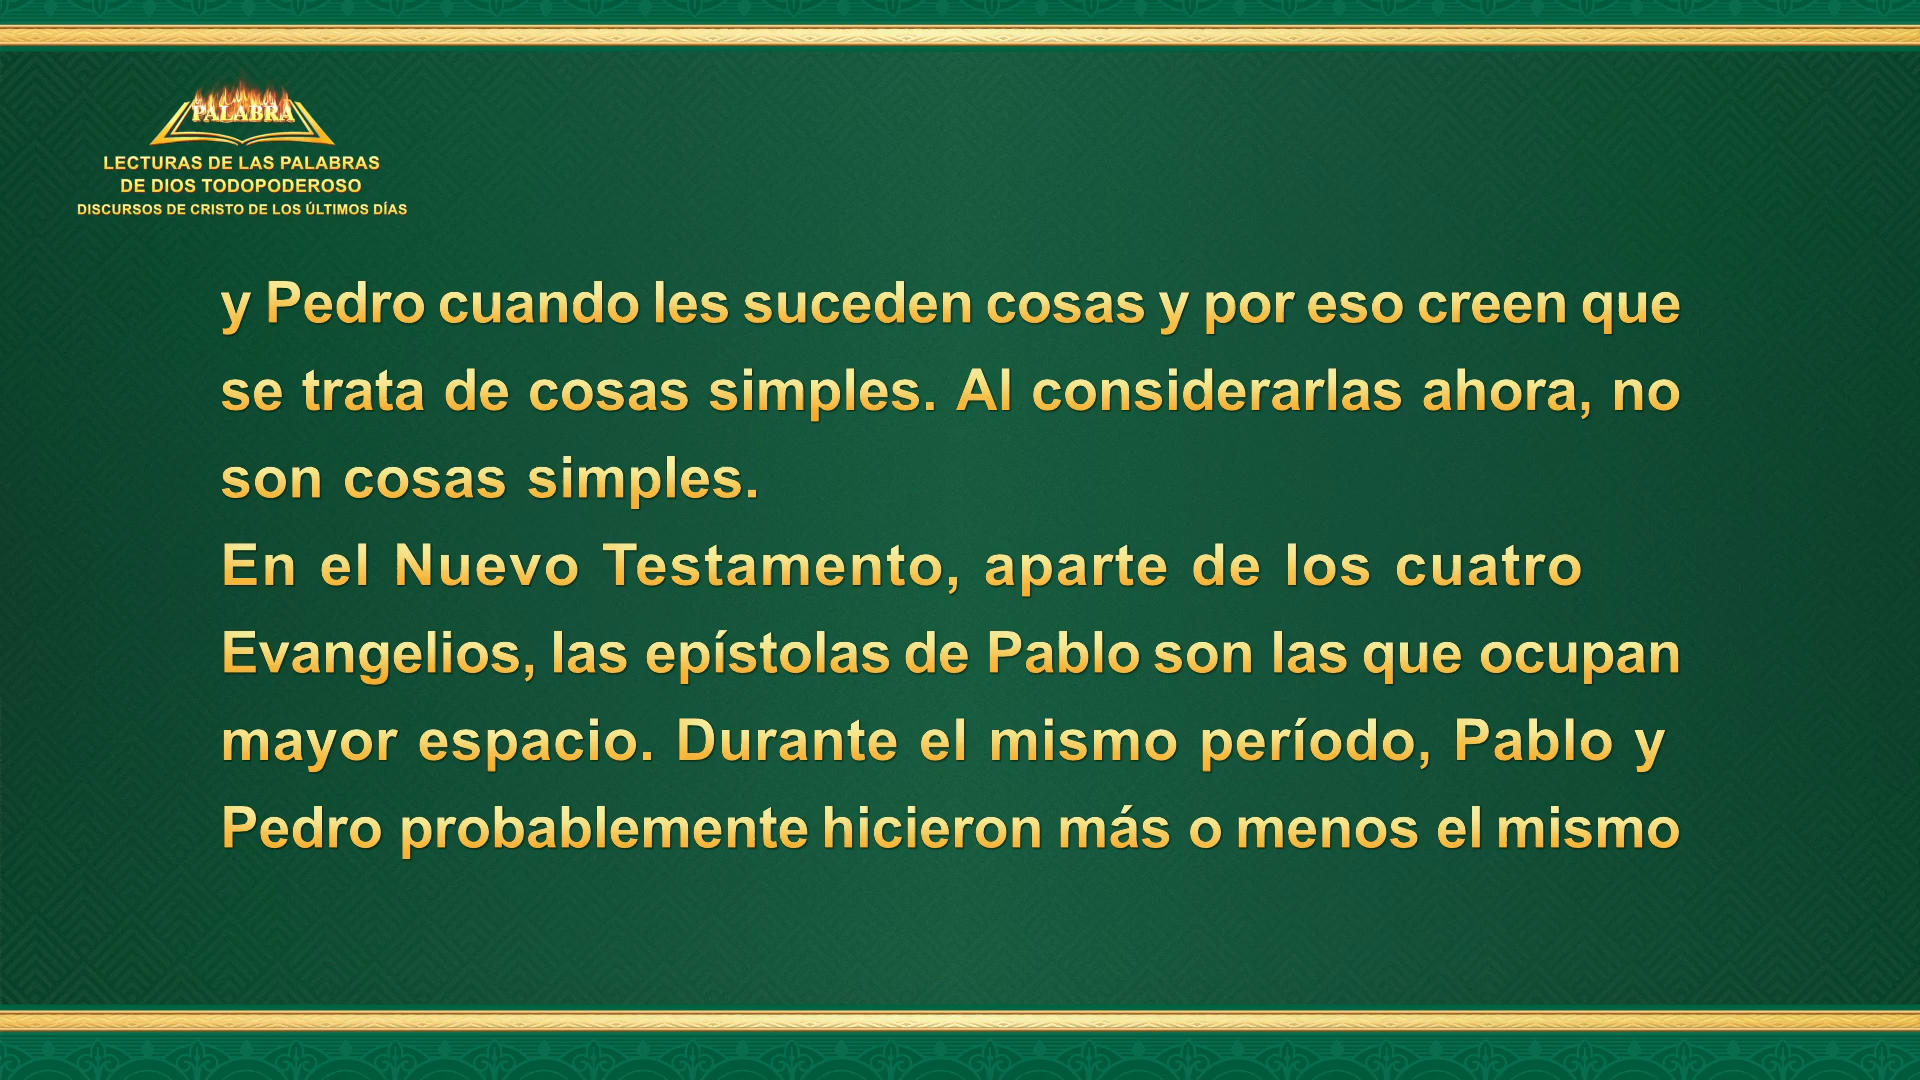 PALABRA
LECTURAS DE LAS PALABRAS
DE DIOS TODOPODEROSO
DISCURSOS DE CRISTO DE LOS ÚLTIMOS DÍAS
y Pedro cuando les suceden cosas y por eso creen que
se trata de cosas simples. Al considerarlas ahora, no
son cosas simples.
En el Nuevo Testamento, aparte de los cuatro
Evangelios, las epístolas de Pablo son las que ocupan
mayor espacio. Durante el mismo período, Pablo y
Pedro probablemente hicieron más o menos el mismo